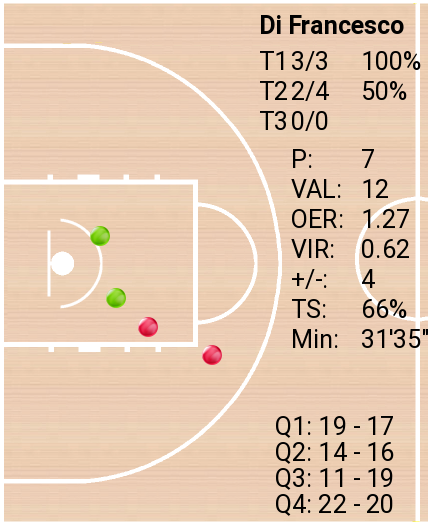 Di Francesco
T1 3/3 100%
T2 2/4 50%
T3 0/0
P: 7
VAL: 12
OER: 1.27
VIR: 0.62
+/-: 4
TS: 66%
Min: 31'35"
Q1: 19 - 17
Q2: 14 - 16
Q3: 11 - 19
Q4: 22 - 20